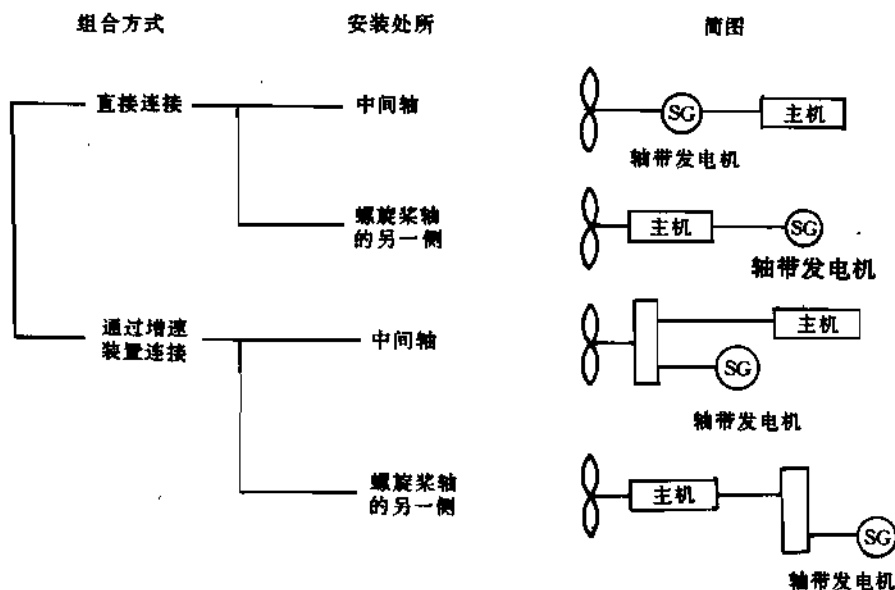 组合方式 安装处所 简图
直接连接 中间轴
SG 主机
轴带发电机
螺旋桨轴
的另一侧
主机 SG
轴带发电机
通过增速
装置连接
中间轴
主机
SG
轴带发电机
螺旋桨轴
的另一侧
主机
SG
轴带发电机